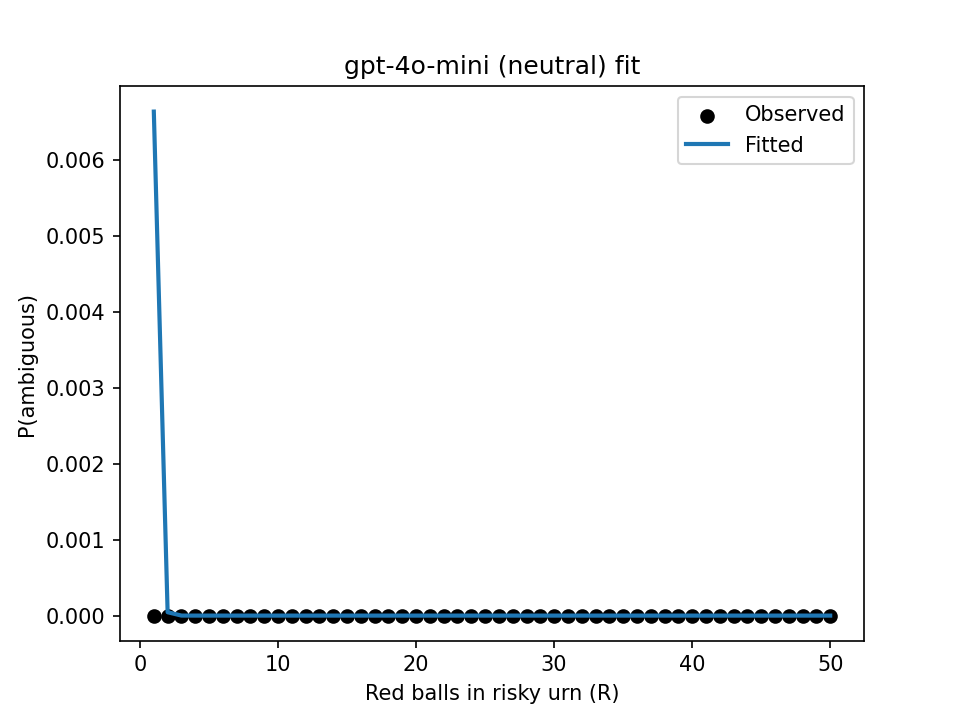 gpt-4o-mini (neutral) fit
Observed
Fitted
P(ambiguous)
0.006
0.005
0.004
0.003
0.002
0.001
0.000
0 10 20 30 40 50
Red balls in risky urn (R)